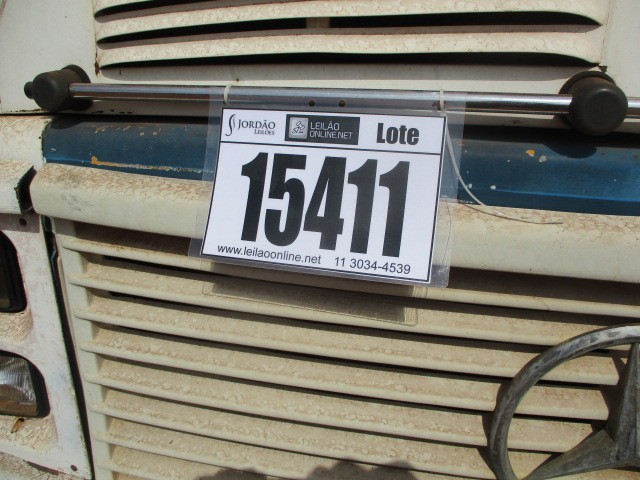 JORDÃO LEILÕES
LEILÃO ONLINE.NET
Lote
15411
www.leilaoonline.net 11 3034-4539